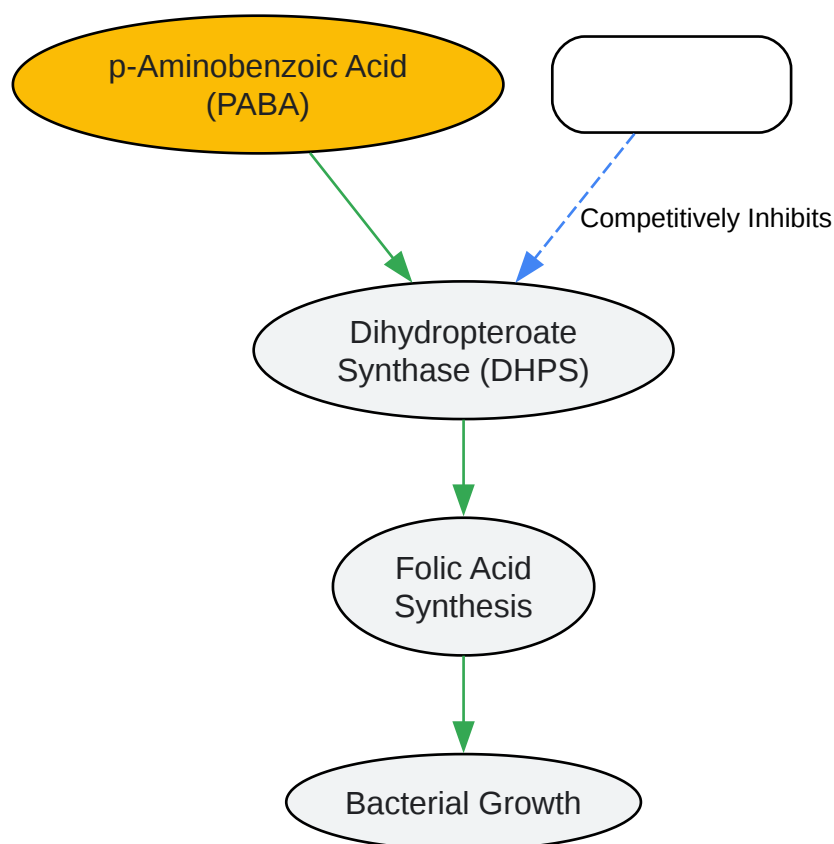 p-Aminobenzoic Acid
(PABA)
Competitively Inhibits
Dihydropteroate
Synthase (DHPS)
Folic Acid
Synthesis
Bacterial Growth